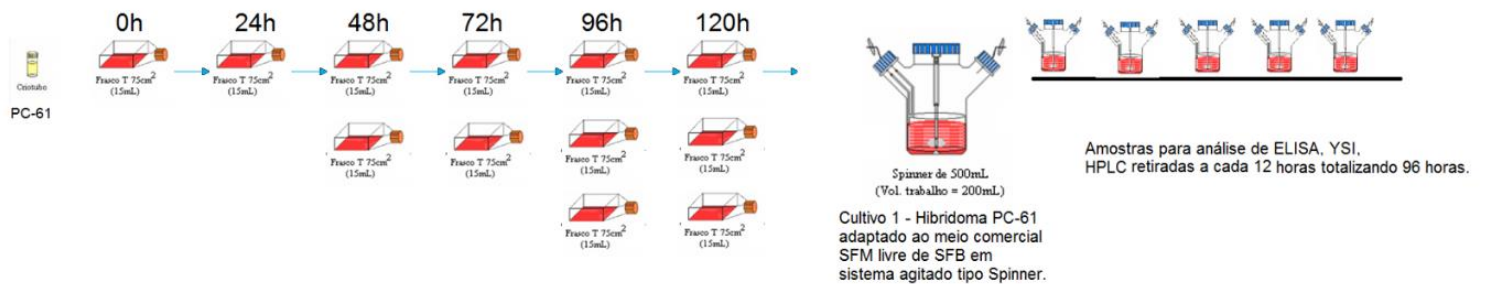 0h
24h
48h
72h
96h
120h
Criotubo
PC-61
Frasco T 75cm2
(15mL)
Frasco T 75cm2
(15mL)
Frasco T 75cm2
(15mL)
Frasco T 75cm2
(15mL)
Frasco T 75cm2
(15mL)
Frasco T 75cm2
(15mL)
Frasco T 75cm2
(15mL)
Frasco T 75cm2
(15mL)
Frasco T 75cm2
(15mL)
Frasco T 75cm2
(15mL)
Frasco T 75cm2
(15mL)
Frasco T 75cm2
(15mL)
Spinner de 500mL
(Vol. trabalho = 200mL)
Cultivo 1 - Hibridoma PC-61
adaptado ao meio comercial
SFM livre de SFB em
sistema agitado tipo Spinner.
Amostras para análise de ELISA, YSI,
HPLC retiradas a cada 12 horas totalizando 96 horas.